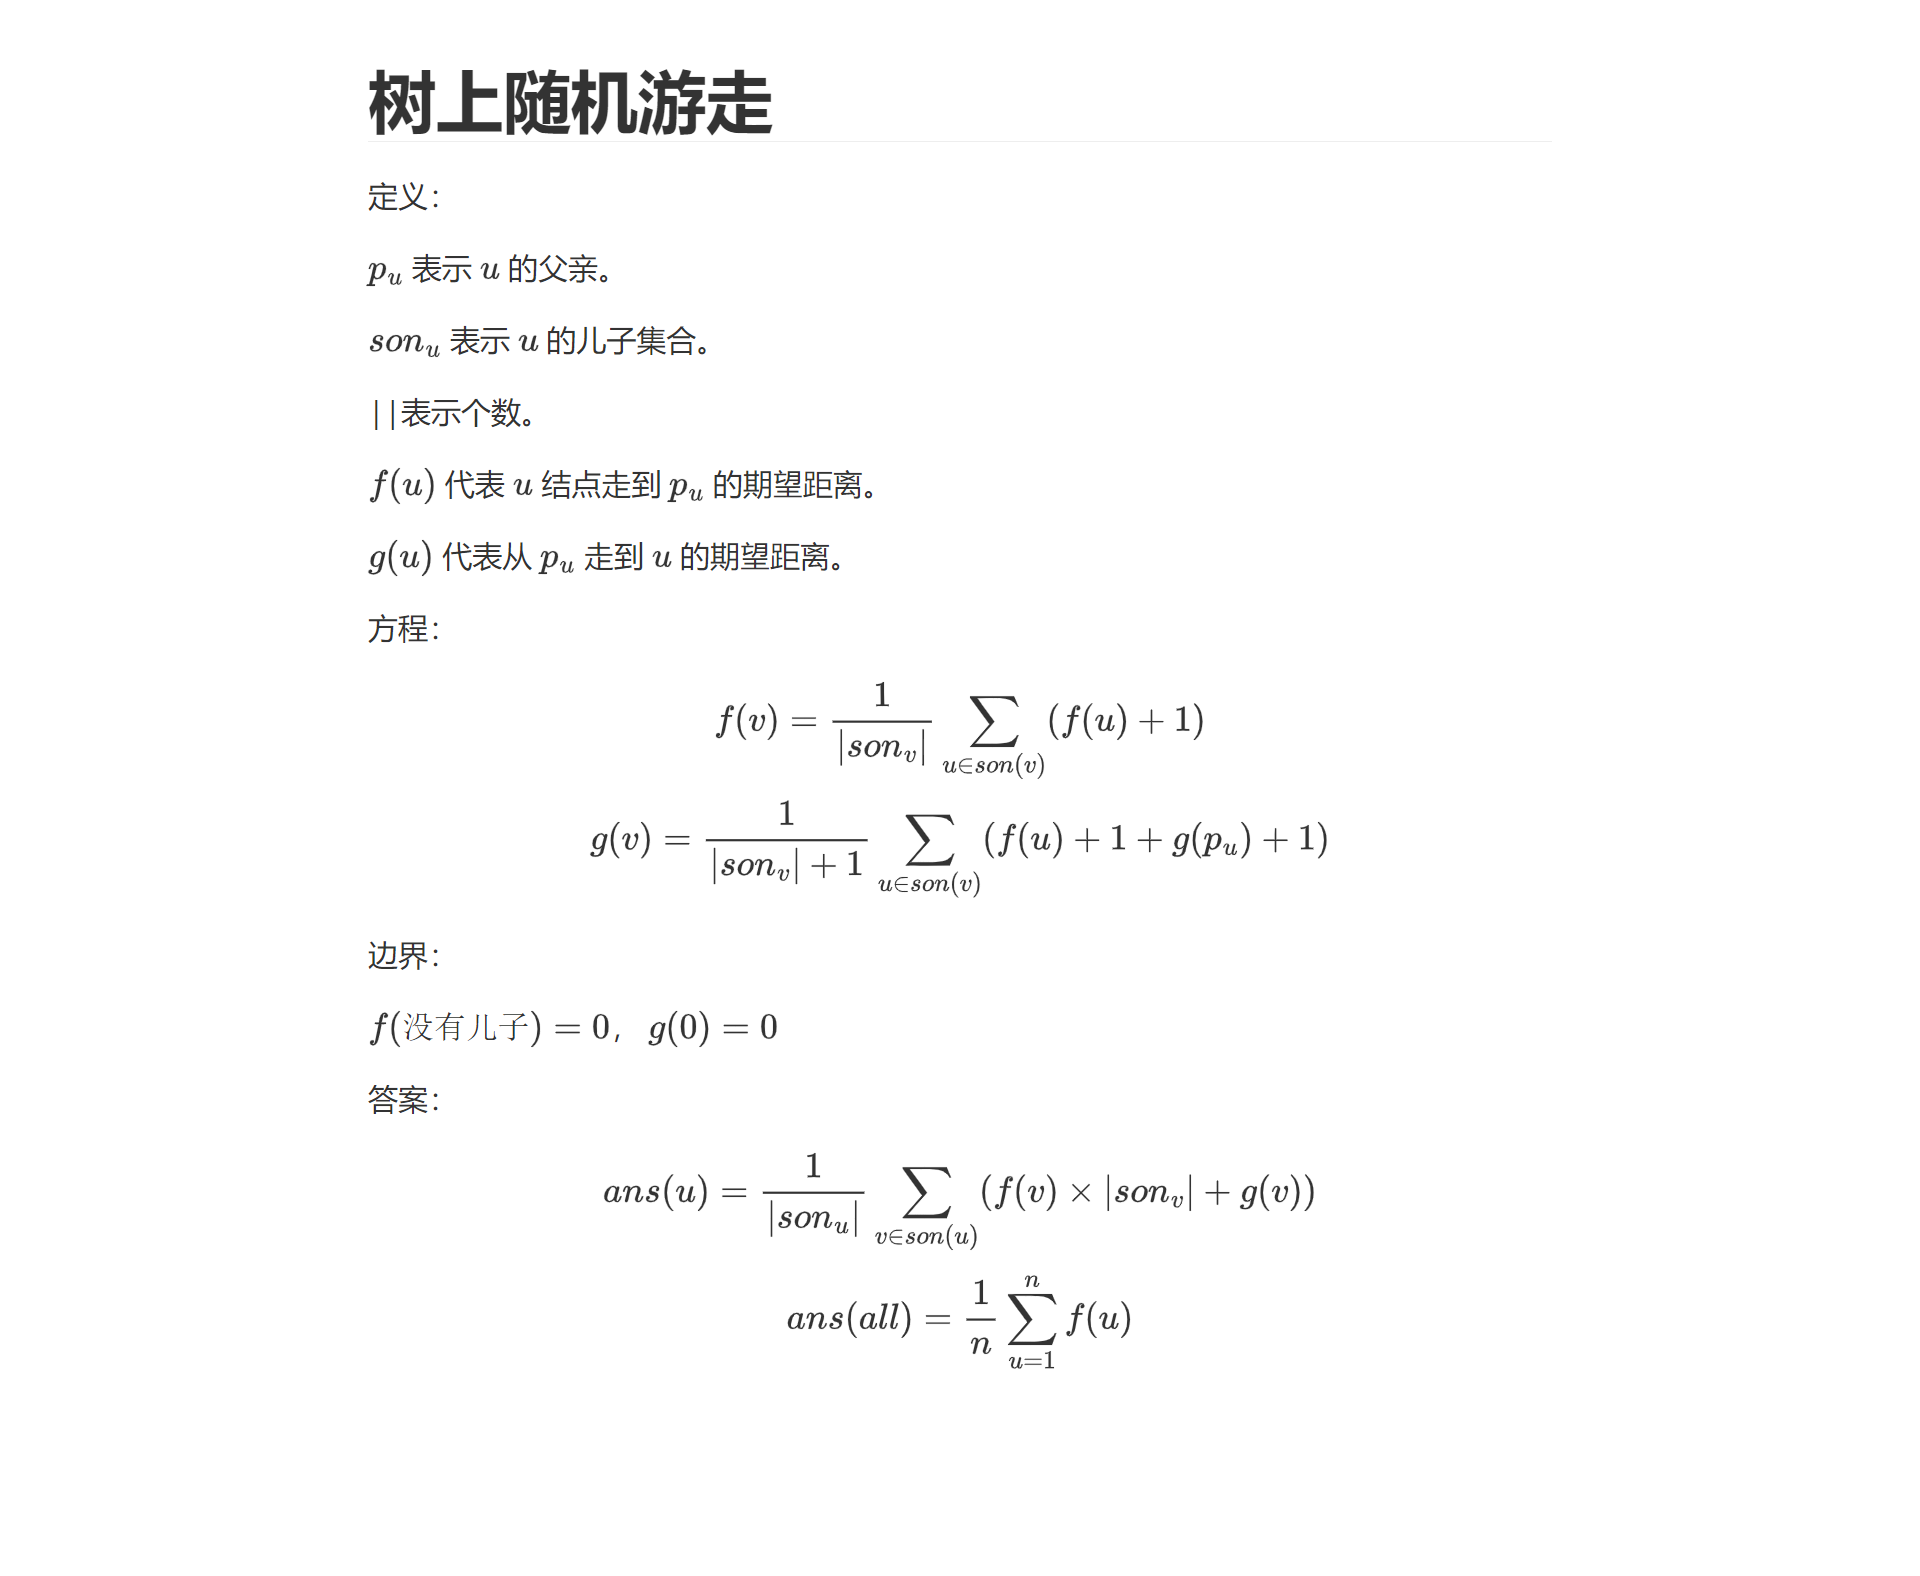 树上随机游走
定义：
$p_u$ 表示 $u$ 的父亲。
$son_u$ 表示 $u$ 的儿子集合。
$||$表示个数。
$f(u)$ 代表 $u$ 结点走到 $p_u$ 的期望距离。
$g(u)$ 代表从 $p_u$ 走到 $u$ 的期望距离。
方程：
$f(v) = \frac{1}{|son_v|} \sum_{u \in son(v)} (f(u) + 1)$
$g(v) = \frac{1}{|son_v| + 1} \sum_{u \in son(v)} (f(u) + 1 + g(p_u) + 1)$
边界：
$f(没有儿子) = 0$，$g(0) = 0$
答案：
$ans(u) = \frac{1}{|son_u|} \sum_{v \in son(u)} (f(v) \times |son_v| + g(v))$
$ans(all) = \frac{1}{n} \sum_{u=1}^{n} f(u)$